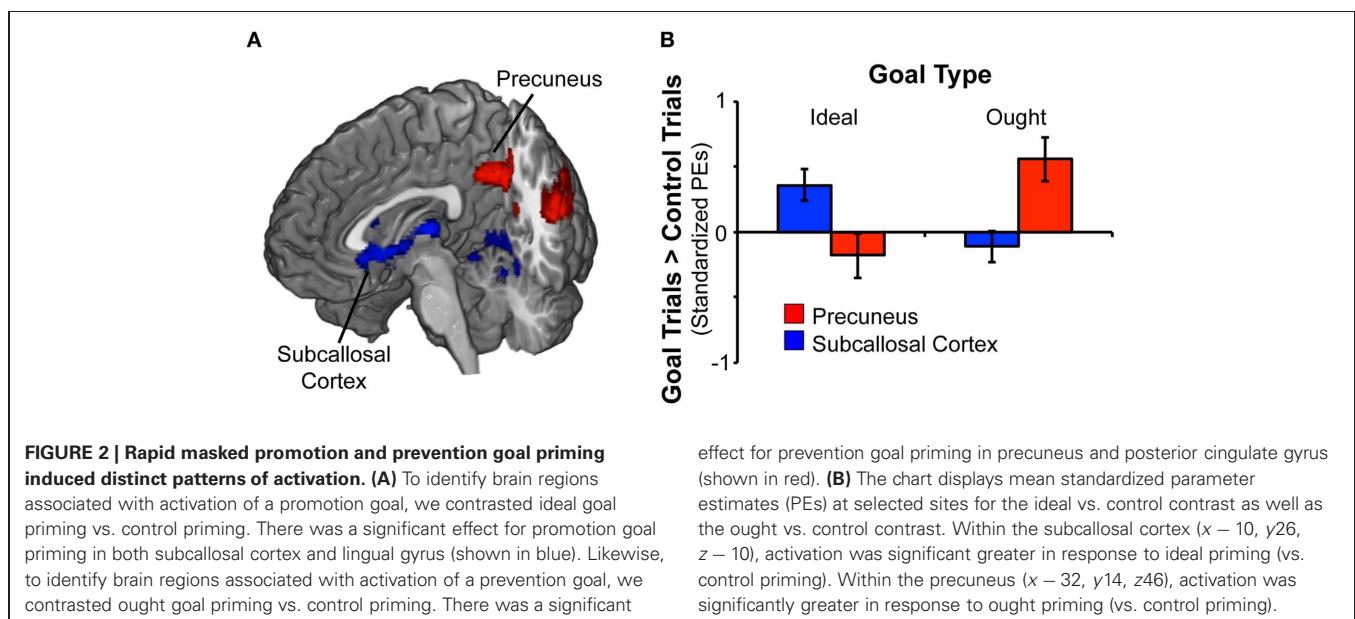 A
Precuneus
Subcallosal
Cortex
B
Goal Type
Goal Trials > Control Trials
(Standardized PEs)
1
0
-1
Ideal
Ought
Precuneus
Subcallosal Cortex
FIGURE 2 | Rapid masked promotion and prevention goal priming
induced distinct patterns of activation. (A) To identify brain regions
associated with activation of a promotion goal, we contrasted ideal goal
priming vs. control priming. There was a significant effect for promotion goal
priming in both subcallosal cortex and lingual gyrus (shown in blue). Likewise,
to identify brain regions associated with activation of a prevention goal, we
contrasted ought goal priming vs. control priming. There was a significant
effect for prevention goal priming in precuneus and posterior cingulate gyrus
(shown in red). (B) The chart displays mean standardized parameter
estimates (PEs) at selected sites for the ideal vs. control contrast as well as
the ought vs. control contrast. Within the subcallosal cortex (x − 10, y26,
z − 10), activation was significant greater in response to ideal priming (vs.
control priming). Within the precuneus (x − 32, y14, z46), activation was
significantly greater in response to ought priming (vs. control priming).